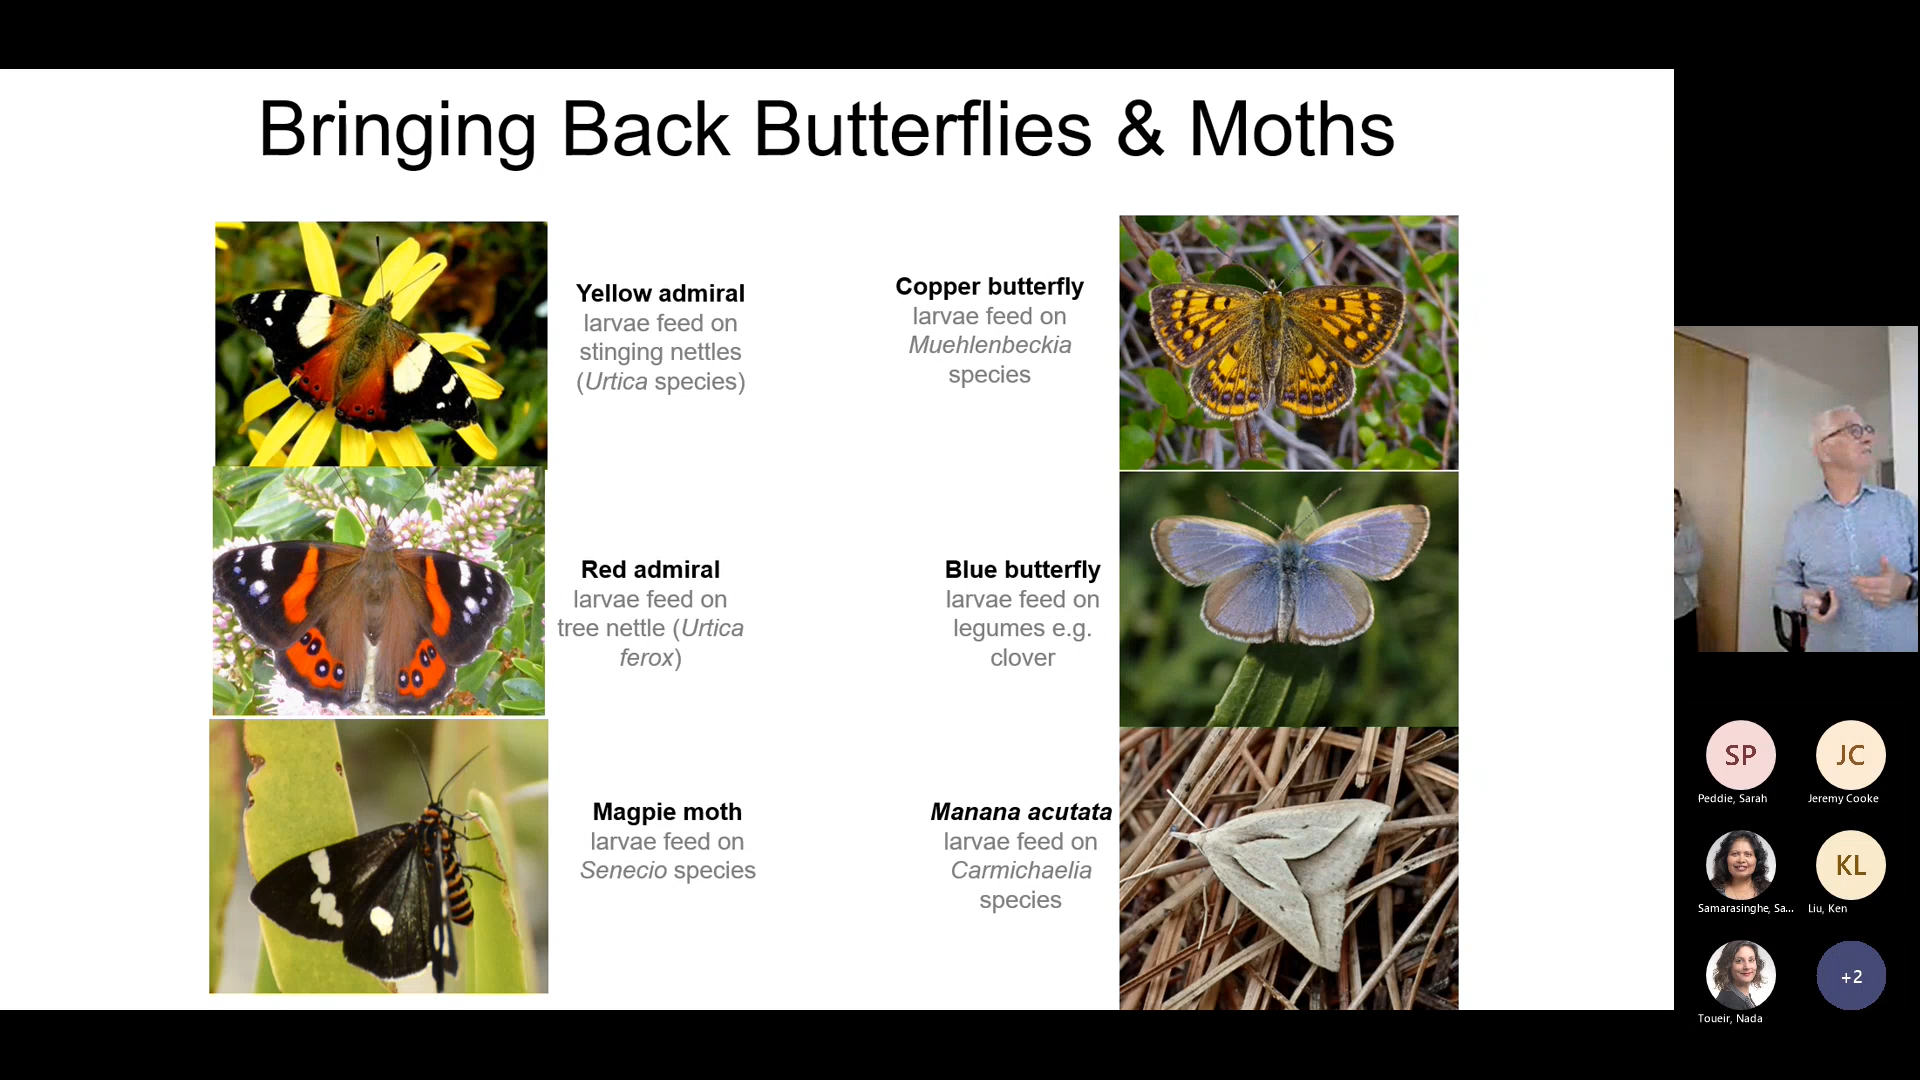 Bringing Back Butterflies & Moths
Yellow admiral
larvae feed on
stinging nettles
(Urtica species)
Copper butterfly
larvae feed on
Muehlenbeckia
species
Red admiral
larvae feed on
tree nettle (Urtica
ferox)
Blue butterfly
larvae feed on
legumes e.g.
clover
Magpie moth
larvae feed on
Senecio species
Manana acutata
larvae feed on
Carmichaelia
species
SP
Peddie, Sarah
JC
Jeremy Cooke
Samarasinghe, Sa...
KL
Liu, Ken
Toueir, Nada
+2